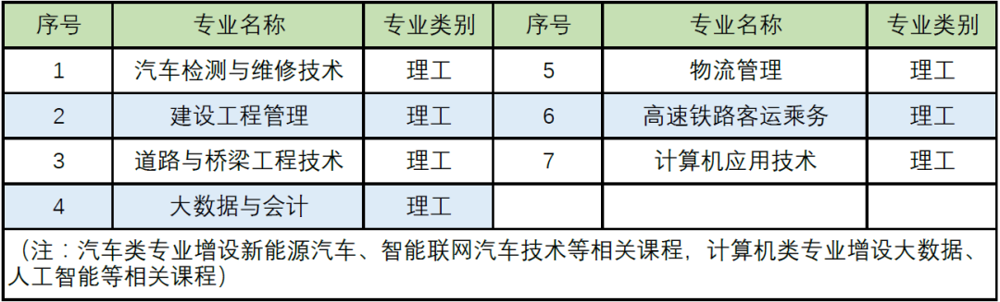 序号 专业名称 专业类别 序号 专业名称 专业类别
1 汽车检测与维修技术 理工 5 物流管理 理工
2 建设工程管理 理工 6 高速铁路客运乘务 理工
3 道路与桥梁工程技术 理工 7 计算机应用技术 理工
4 大数据与会计 理工
（注：汽车类专业增设新能源汽车、智能联网汽车技术等相关课程，计算机类专业增设大数据、
人工智能等相关课程）